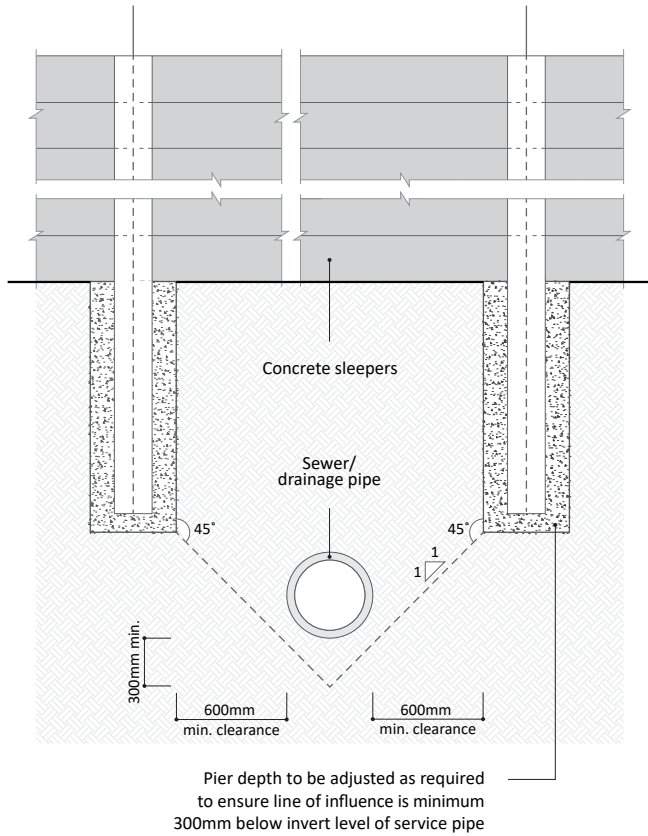 Concrete sleepers
Sewer/
drainage pipe
45˚
45˚
1
1
300mm min.
600mm
min. clearance
600mm
min. clearance
Pier depth to be adjusted as required
to ensure line of influence is minimum
300mm below invert level of service pipe